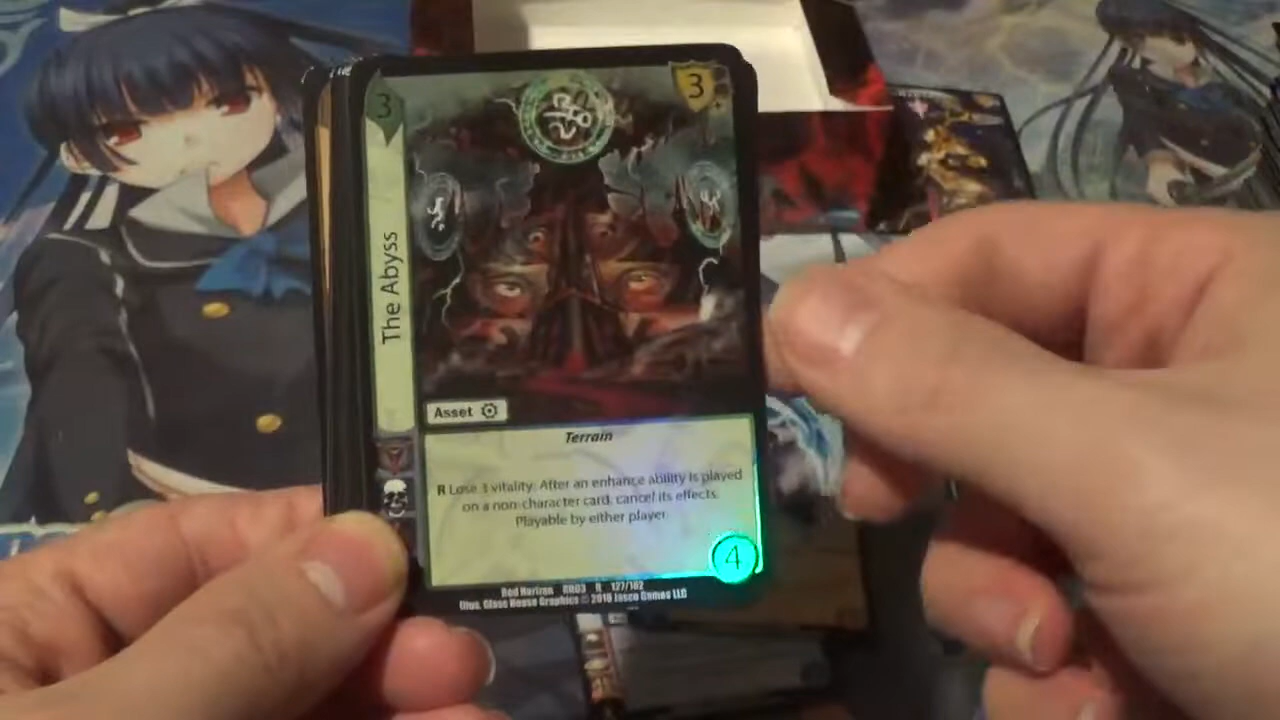 3
3
The Abyss
Asset
Terrain
R Lose 3 vitality: After an enhance ability is played
on a non-character card, cancel its effects.
Playable by either player.
4
Red Horizon RH03 R 127/162
Illus. Glass House Graphics © 2016 Jasco Games LLC